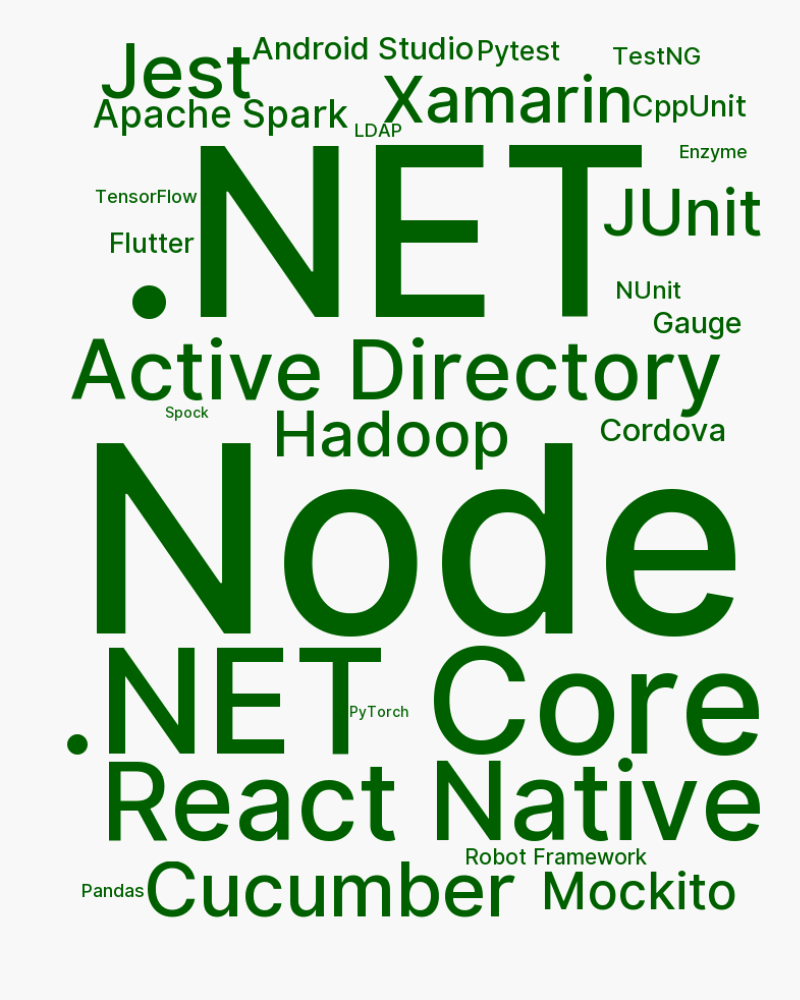 Jest
Android Studio
Pytest
TestNG
Apache Spark
Xamarin
CppUnit
LDAP
Enzyme
.NET
TensorFlow
JUnit
Flutter
NUnit
Gauge
Active Directory
Spock
Hadoop
Cordova
Node
.NET Core
PyTorch
React Native
Robot Framework
Pandas
Cucumber
Mockito